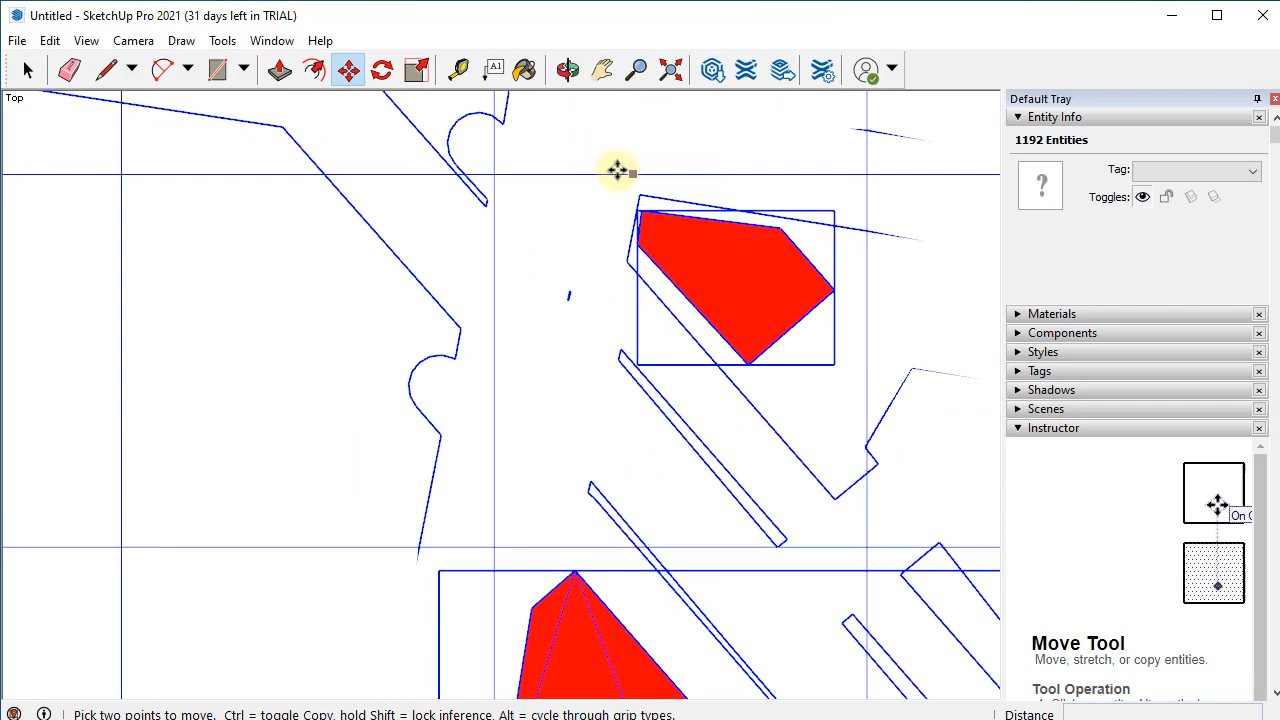 Untitled - SketchUp Pro 2021 (31 days left in TRIAL)
File Edit View Camera Draw Tools Window Help
A1
Top
Default Tray
Entity Info
1192 Entities
Tag:
?
Toggles:
Materials
Components
Styles
Tags
Shadows
Scenes
Instructor
On
Move Tool
Move, stretch, or copy entities.
Tool Operation
Pick two points to move. Ctrl = toggle Copy, hold Shift = lock inference. Alt = cycle through grip types.
Distance